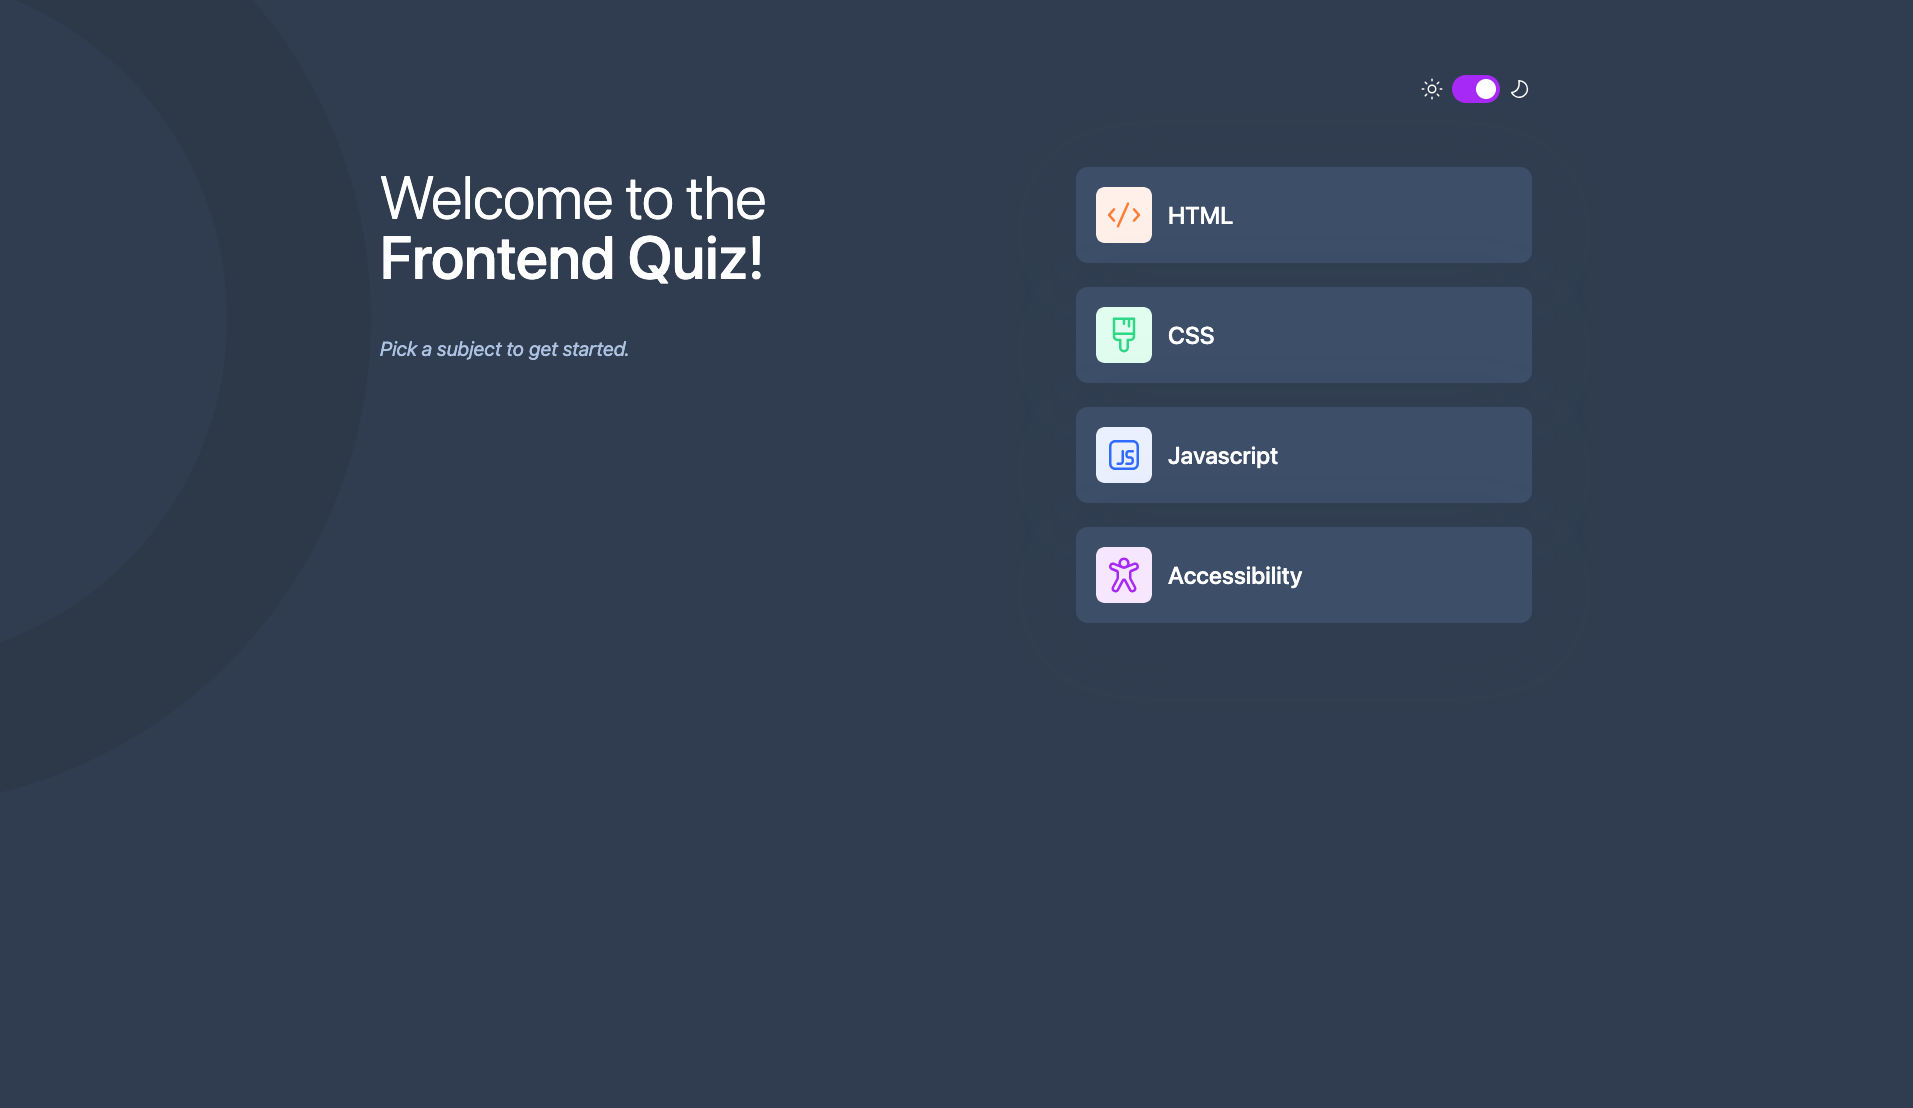 Welcome to the
Frontend Quiz!
Pick a subject to get started.
HTML
CSS
JS
Javascript
Accessibility